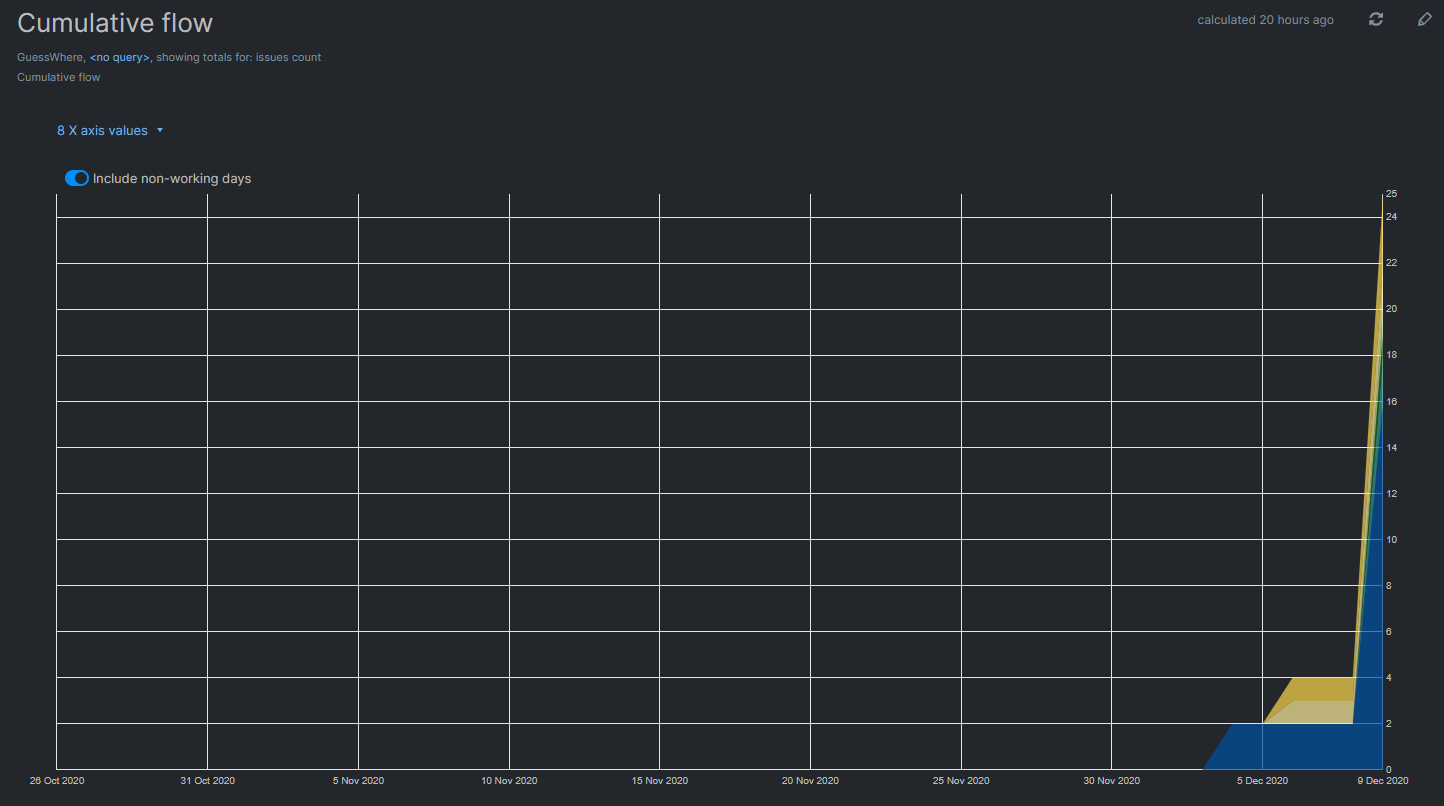 Cumulative flow
calculated 20 hours ago
GuessWhere, <no query>, showing totals for: issues count
Cumulative flow
8 X axis values
Include non-working days
25
24
22
20
18
16
14
12
10
8
6
4
2
0
26 Oct 2020 31 Oct 2020 5 Nov 2020 10 Nov 2020 15 Nov 2020 20 Nov 2020 25 Nov 2020 30 Nov 2020 5 Dec 2020 9 Dec 2020